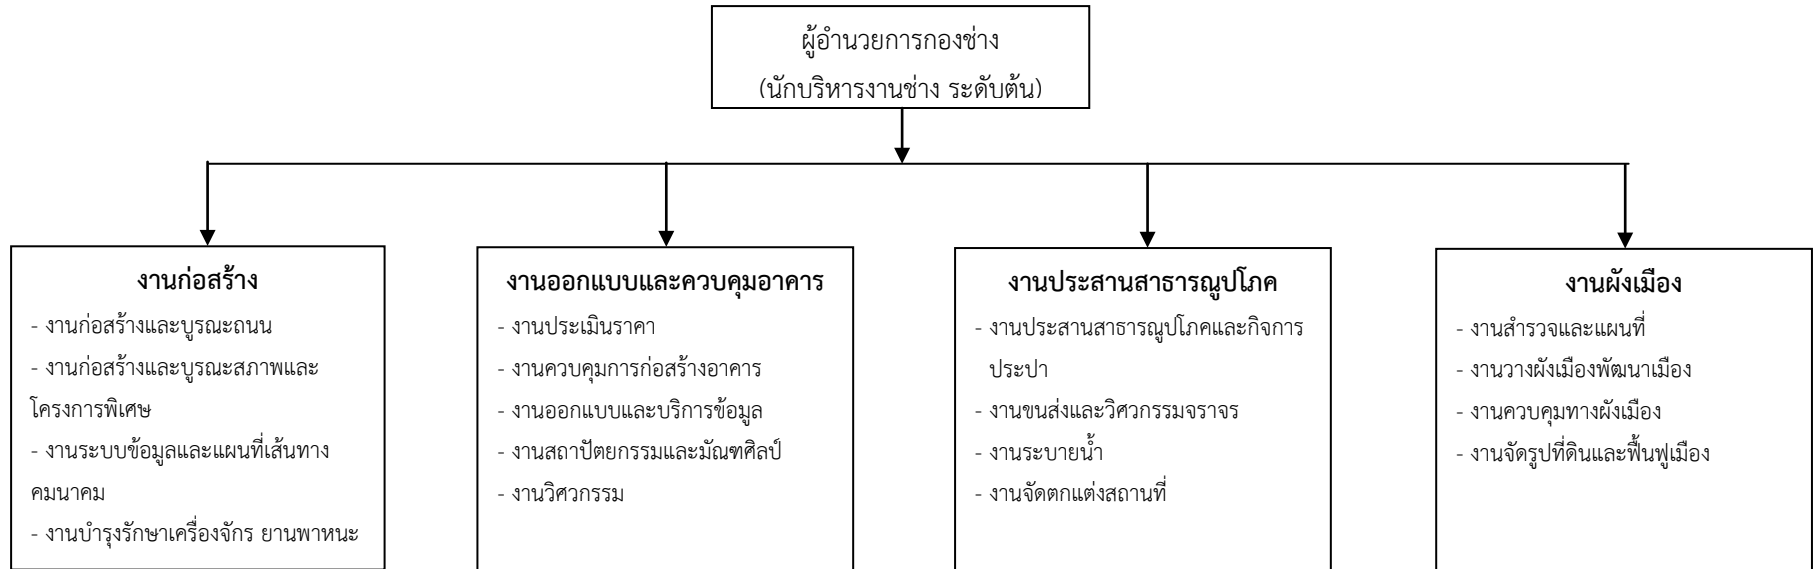 ผู้อำนวยการกองช่าง
(นักบริหารงานช่าง ระดับต้น)
งานก่อสร้าง
- งานก่อสร้างและบูรณะถนน
- งานก่อสร้างและบูรณะสภาพและ
โครงการพิเศษ
- งานระบบข้อมูลและแผนที่เส้นทาง
คมนาคม
- งานบำรุงรักษาเครื่องจักร ยานพาหนะ
งานออกแบบและควบคุมอาคาร
- งานประเมินราคา
- งานควบคุมการก่อสร้างอาคาร
- งานออกแบบและบริการข้อมูล
- งานสถาปัตยกรรมและมัณฑศิลป์
- งานวิศวกรรม
งานประสานสาธารณูปโภค
- งานประสานสาธารณูปโภคและกิจการ
ประปา
- งานขนส่งและวิศวกรรมจราจร
- งานระบายน้ำ
- งานจัดตกแต่งสถานที่
งานผังเมือง
- งานสำรวจและแผนที่
- งานวางผังเมืองพัฒนาเมือง
- งานควบคุมทางผังเมือง
- งานจัดรูปที่ดินและฟื้นฟูเมือง